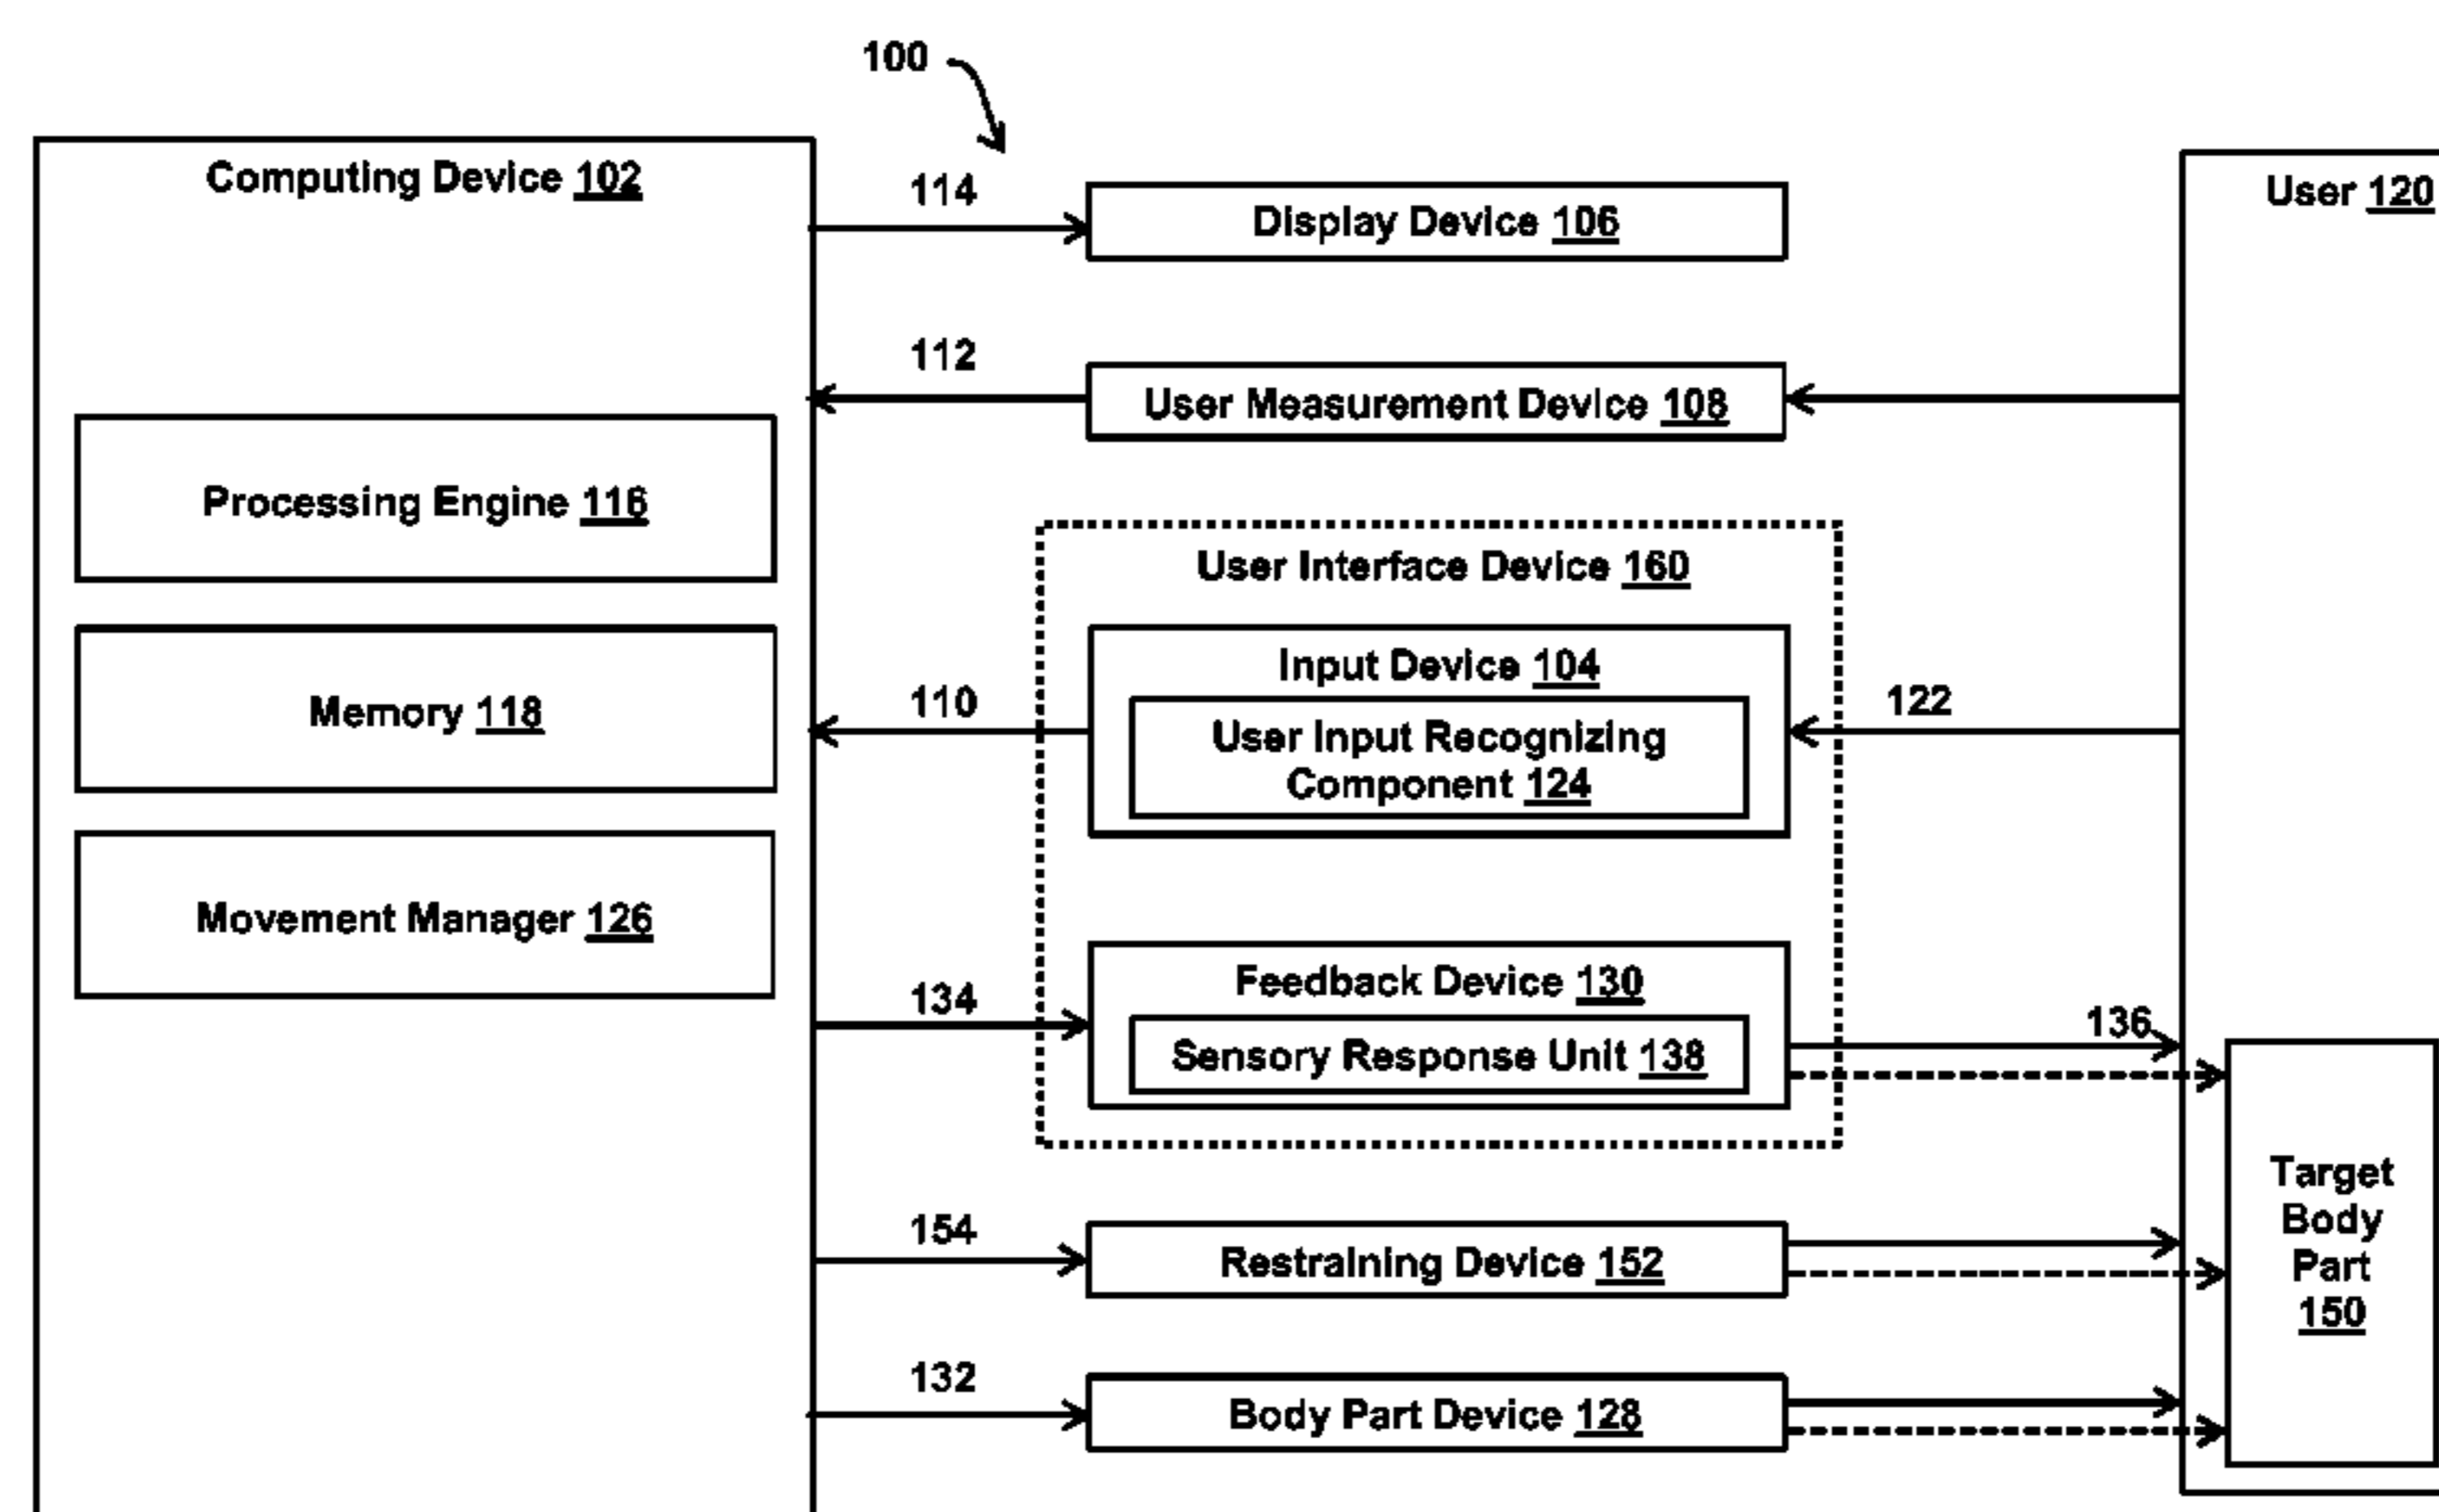 100
Computing Device 102
Processing Engine 116
Memory 118
Movement Manager 126
114
Display Device 106
112
User Measurement Device 108
User Interface Device 160
110
Input Device 104
User Input Recognizing
Component 124
122
134
Feedback Device 130
Sensory Response Unit 138
136
154
Restraining Device 152
132
Body Part Device 128
User 120
Target
Body
Part
150